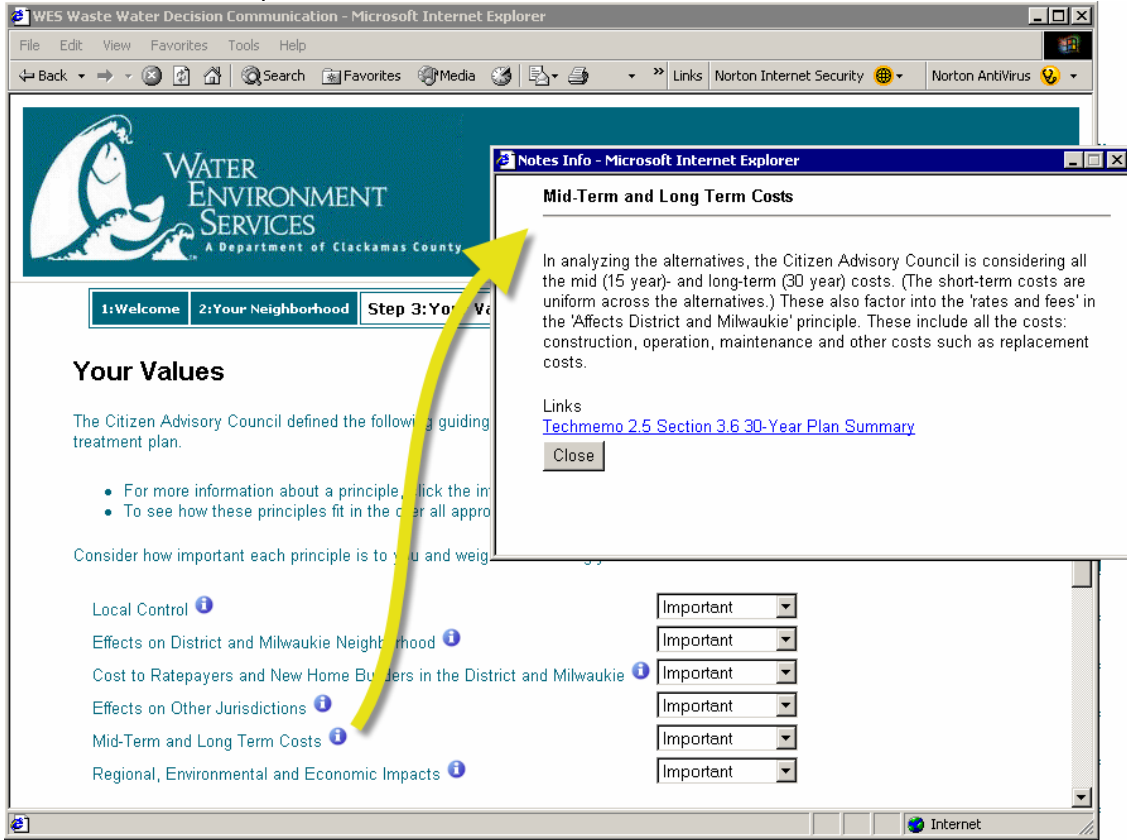 WES Waste Water Decision Communication - Microsoft Internet Explorer
File Edit View Favorites Tools Help
Back Search Favorites Media » Links Norton Internet Security Norton AntiVirus
WATER
ENVIRONMENT
SERVICES
A Department of Clackamas County
1:Welcome 2:Your Neighborhood Step 3:Your Va
Your Values
The Citizen Advisory Council defined the following guiding
treatment plan.
• For more information about a principle, click the in
• To see how these principles fit in the over all appro
Consider how important each principle is to you and weig
Local Control Important
Effects on District and Milwaukie Neighborhood Important
Cost to Ratepayers and New Home Builders in the District and Milwaukie Important
Effects on Other Jurisdictions Important
Mid-Term and Long Term Costs Important
Regional, Environmental and Economic Impacts Important
Internet
Notes Info - Microsoft Internet Explorer
Mid-Term and Long Term Costs
In analyzing the alternatives, the Citizen Advisory Council is considering all
the mid (15 year)- and long-term (30 year) costs. (The short-term costs are
uniform across the alternatives.) These also factor into the 'rates and fees' in
the 'Affects District and Milwaukie' principle. These include all the costs:
construction, operation, maintenance and other costs such as replacement
costs.
Links
Techmemo 2.5 Section 3.6 30-Year Plan Summary
Close